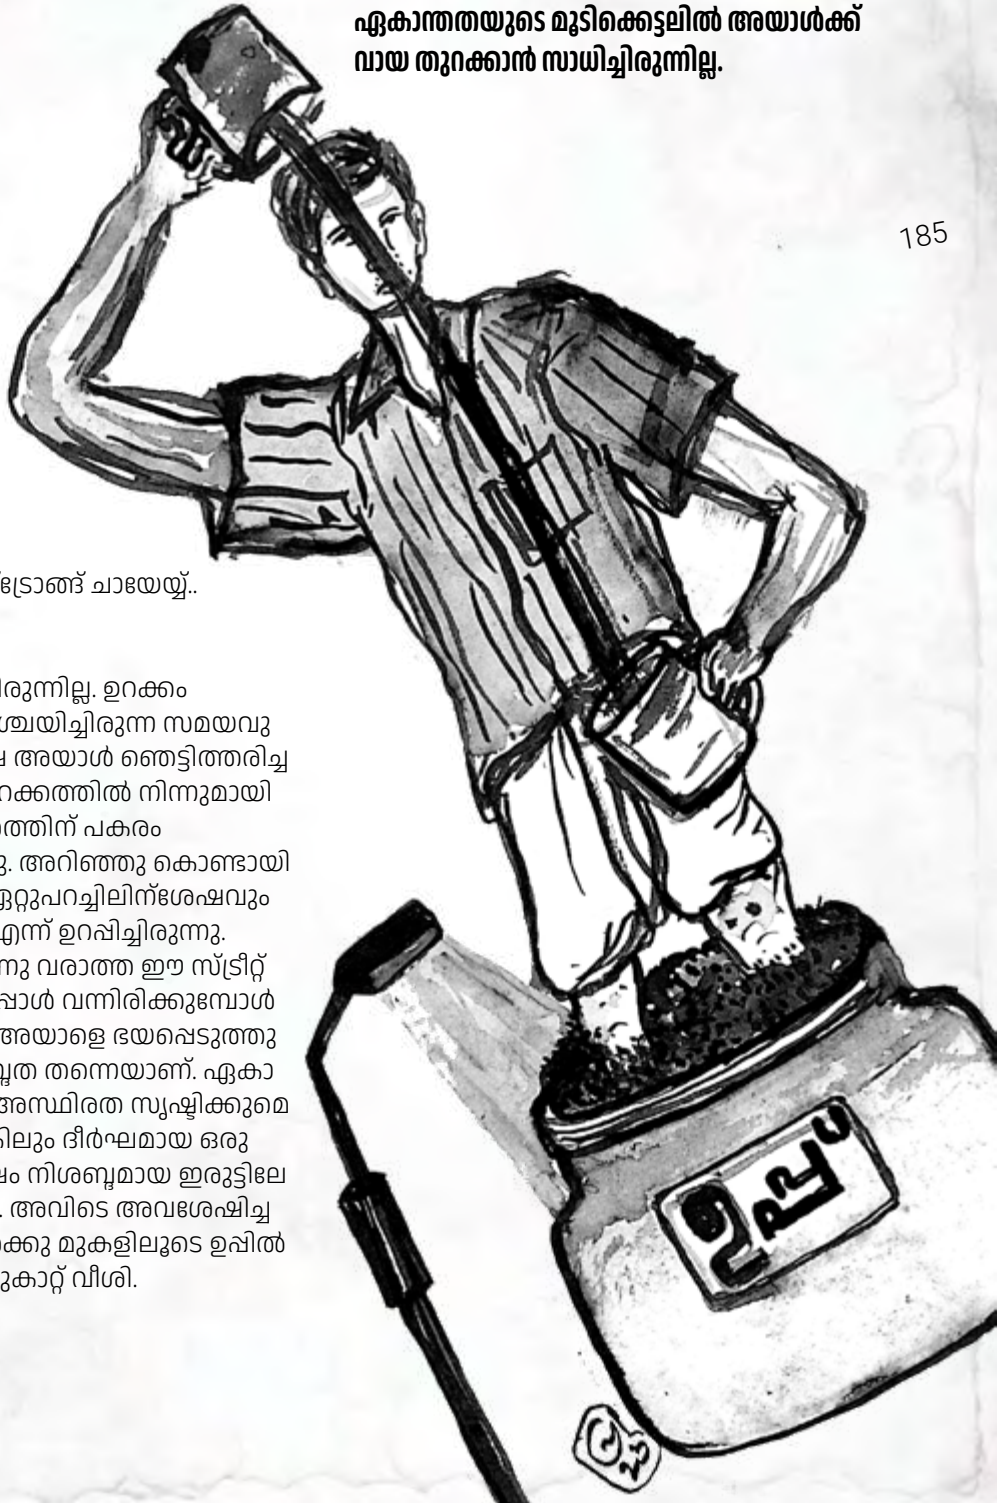 ഏകാന്തതയുടെ മൂടിക്കെട്ടലിൽ അയാൾക്ക്
വായ തുറക്കാൻ സാധിച്ചിരുന്നില്ല.
185
ട്രോങ്ങ് ചായേയ്യ്..
രുന്നില്ല. ഉറക്കം
ശ്ചയിച്ചിരുന്ന സമയവു
അയാൾ ഞെട്ടിത്തരിച്ച
റക്കത്തിൽ നിന്നുമായി
ത്തിന് പകരം
അറിഞ്ഞു കൊണ്ടായി
ഏറ്റുപറച്ചിലിന്ശേഷവും
എന്ന് ഉറപ്പിച്ചിരുന്നു.
നു വരാത്ത ഈ സ്ട്രീറ്റ്
പ്പോൾ വന്നിരിക്കുമ്പോൾ
അയാളെ ഭയപ്പെടുത്തു
ബ്ദത തന്നെയാണ്. ഏകാ
അസ്ഥിരത സൃഷ്ടിക്കുമെ
ിലും ദീർഘമായ ഒരു
ഷം നിശബ്ദമായ ഇരുട്ടിലേ
. അവിടെ അവശേഷിച്ച
ക്കു മുകളിലൂടെ ഉപ്പിൽ
ുകാറ്റ് വീശി.
ഉപ്പ്